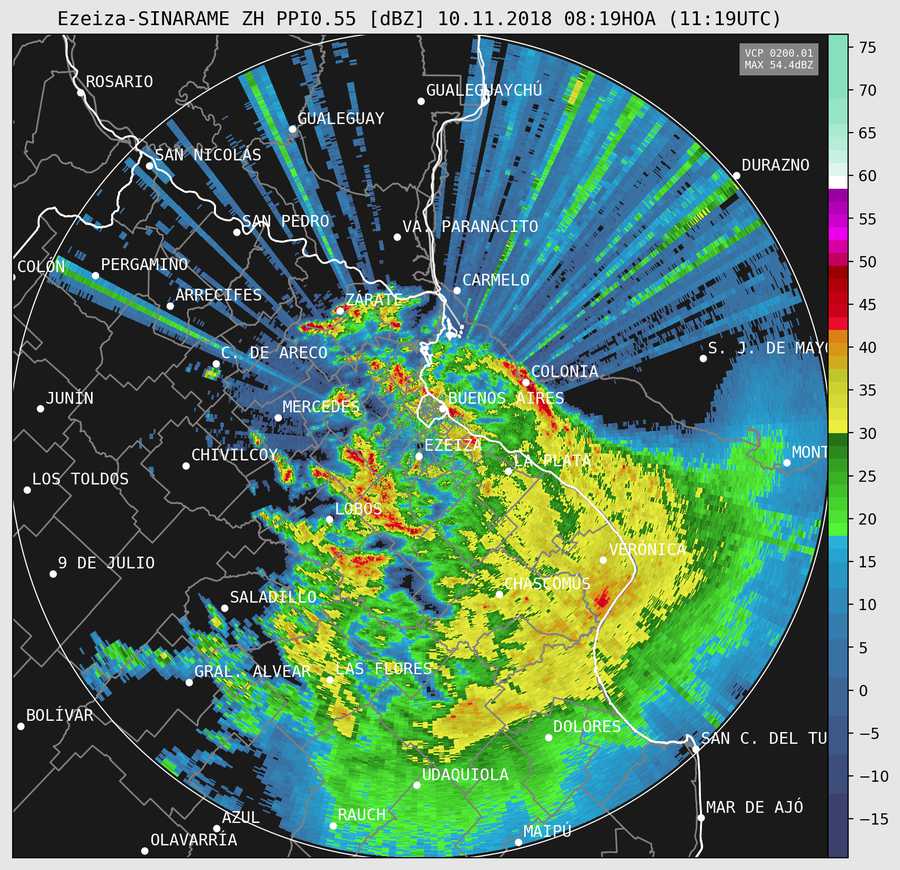 Ezeiza-SINARAME ZH PPI0.55 [dBZ] 10.11.2018 08:19HOA (11:19UTC)
VCP 0200.01
MAX 54.4dBZ
75
70
65
60
55
50
45
40
35
30
25
20
15
10
5
0
−5
−10
−15
ROSARIO
GUALEGUAYCHÚ
GUALEGUAY
SAN NICOLÁS
DURAZNO
SAN PEDRO
VA. PARANACITO
COLÓN
PERGAMINO
CARMELO
ARRECIFES
ZÁRATE
C. DE ARECO
S. J. DE MAYO
COLONIA
JUNÍN
MERCEDES
BUENOS AIRES
EZEIZA
CHIVILCOY
LA PLATA
MONT
LOS TOLDOS
LOBOS
VERÓNICA
9 DE JULIO
CHASCOMÚS
SALADILLO
GRAL. ALVEAR
LAS FLORES
BOLÍVAR
DOLORES
SAN C. DEL TU
UDAQUIOLA
MAR DE AJÓ
RAUCH
AZUL
MAIPÚ
OLAVARRÍA